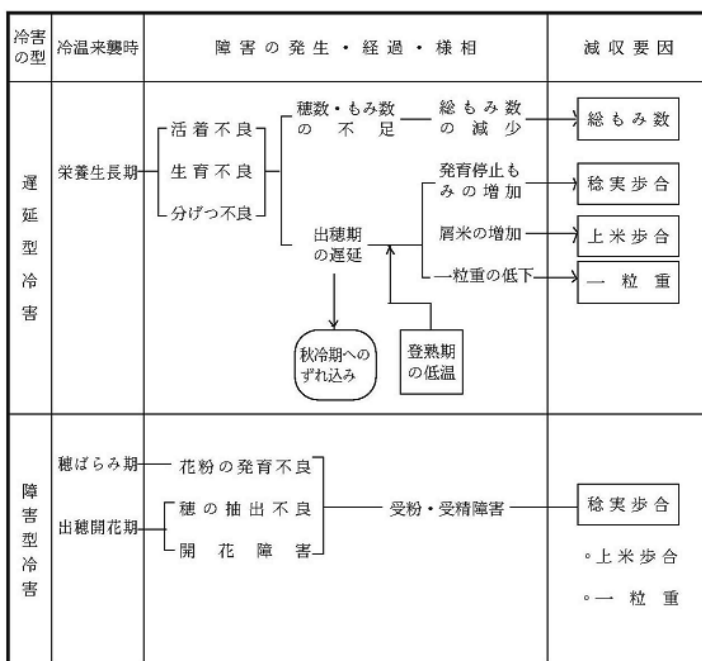 冷害の型
冷温来襲時
障害の発生・経過・様相
減収要因
遅延型冷害
栄養生長期
活着不良
生育不良
分げつ不良
穂数・もみ数
の不足
総もみ数
の減少
総もみ数
出穂期
の遅延
発育停止も
みの増加
稔実歩合
屑米の増加
上米歩合
一粒重の低下
一粒重
秋冷期への
ずれ込み
登熟期
の低温
障害型冷害
穂ばらみ期
花粉の発育不良
出穂開花期
穂の抽出不良
開花障害
受粉・受精障害
稔実歩合
°上米歩合
°一粒重